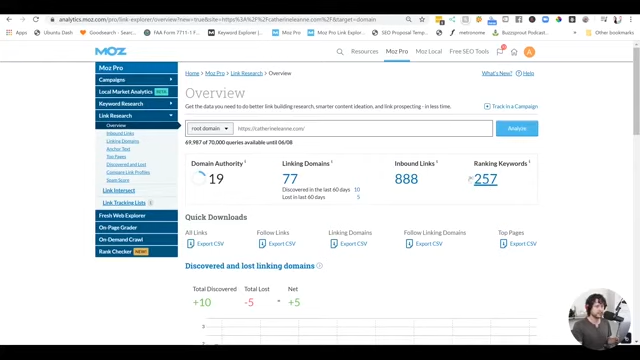 analytics.moz.com/pro/link-explorer/overview?new=true&site=https%3A%2F%2Fcatherineleanne.com%2F&target=domain
Apps
Ubuntu Dash
Goodsearch - Sear...
FAA Form 7711-1 R...
Keyword Explorer |
Moz Pro
Moz Pro Link Explor...
SEO Proposal Temp...
metronome
Buzzsprout Podcast...
MOZ
Resources
Moz Pro
Moz Local
Free SEO Tools
A
Moz Pro
Campaigns
Local Market Analytics BETA
Keyword Research
Link Research
Overview
Inbound Links
Linking Domains
Anchor Text
Top Pages
Discovered and Lost
Compare Link Profiles
Spam Score
Link Intersect
Link Tracking Lists
Fresh Web Explorer
On-Page Grader
On-Demand Crawl
Rank Checker NEW!
Home > Moz Pro > Link Research > Overview
What's New?
Help
Overview
Get the data you need to do better link building research, smarter content ideation, and link prospecting - in less time.
Track in a Campaign
root domain
https://catherineleanne.com/
Analyze
69,987 of 70,000 queries available until 06/08
Domain Authority
19
Linking Domains
77
Discovered in the last 60 days 10
Lost in last 60 days 5
Inbound Links
888
Ranking Keywords
257
Quick Downloads
All Links
Export CSV
Follow Links
Export CSV
Linking Domains
Export CSV
Follow Linking Domains
Export CSV
Top Pages
Export CSV
Discovered and lost linking domains
Total Discovered
+10
Total Lost
-5
=
Net
+5